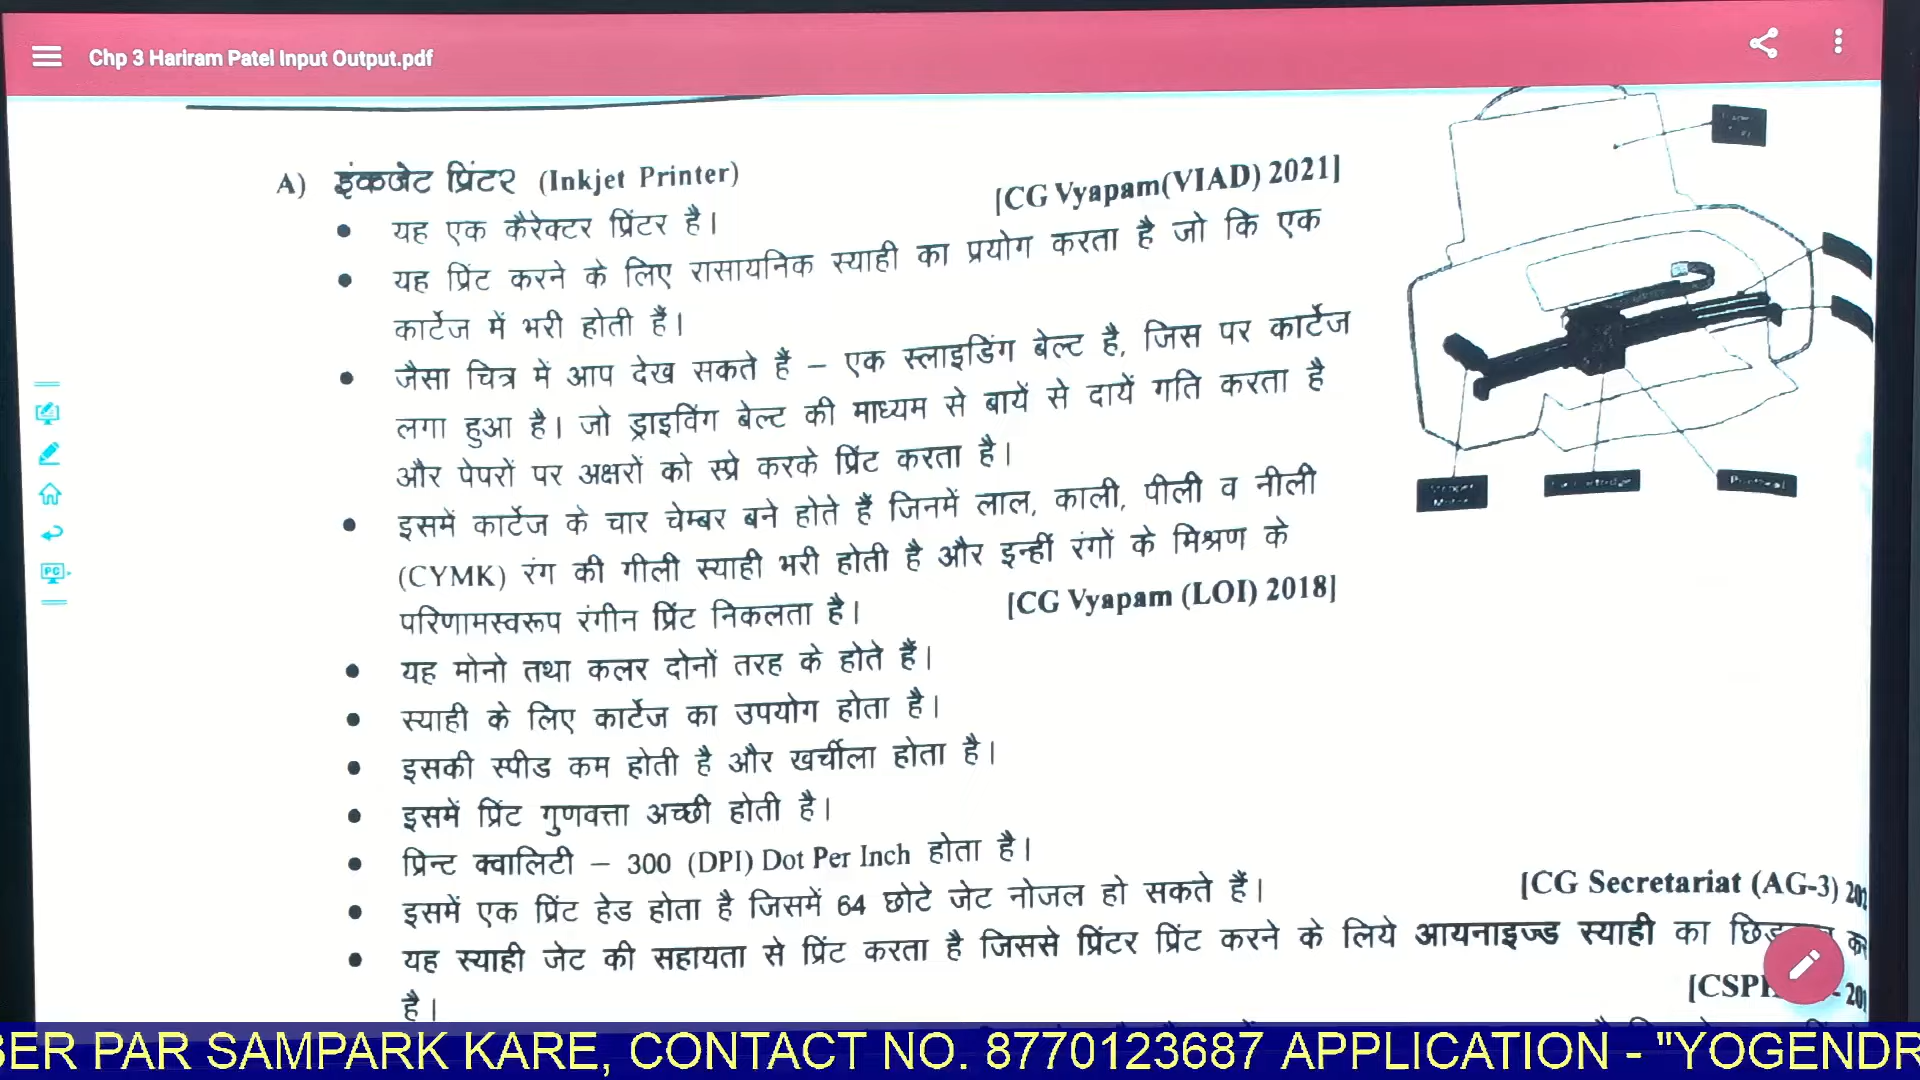 Chp 3 Hariram Patel Input Output.pdf
A) इंकजेट प्रिंटर (Inkjet Printer)
[CG Vyapam(VIAD) 2021]
• यह एक कैरेक्टर प्रिंटर है।
• यह प्रिंट करने के लिए रासायनिक स्याही का प्रयोग करता है जो कि एक
कार्टेज में भरी होती है।
• जैसा चित्र में आप देख सकते हैं – एक स्लाइडिंग बेल्ट है, जिस पर कार्टेज
लगा हुआ है। जो ड्राइविंग बेल्ट की माध्यम से बायें से दायें गति करता है
और पेपरों पर अक्षरों को स्प्रे करके प्रिंट करता है।
• इसमें कार्टेज के चार चेम्बर बने होते हैं जिनमें लाल, काली, पीली व नीली
(CYMK) रंग की गीली स्याही भरी होती है और इन्हीं रंगों के मिश्रण के
परिणामस्वरूप रंगीन प्रिंट निकलता है। [CG Vyapam (LOI) 2018]
• यह मोनो तथा कलर दोनों तरह के होते हैं।
• स्याही के लिए कार्टेज का उपयोग होता है।
• इसकी स्पीड कम होती है और खर्चीला होता है।
• इसमें प्रिंट गुणवत्ता अच्छी होती है।
• प्रिन्ट क्वालिटी – 300 (DPI) Dot Per Inch होता है।
• इसमें एक प्रिंट हेड होता है जिसमें 64 छोटे जेट नोजल हो सकते हैं।
[CG Secretariat (AG-3)
• यह स्याही जेट की सहायता से प्रिंट करता है जिससे प्रिंटर प्रिंट करने के लिये आयनाइज्ड स्याही का
है।
PC
BER PAR SAMPARK KARE, CONTACT NO. 8770123687 APPLICATION - "YOGENDR